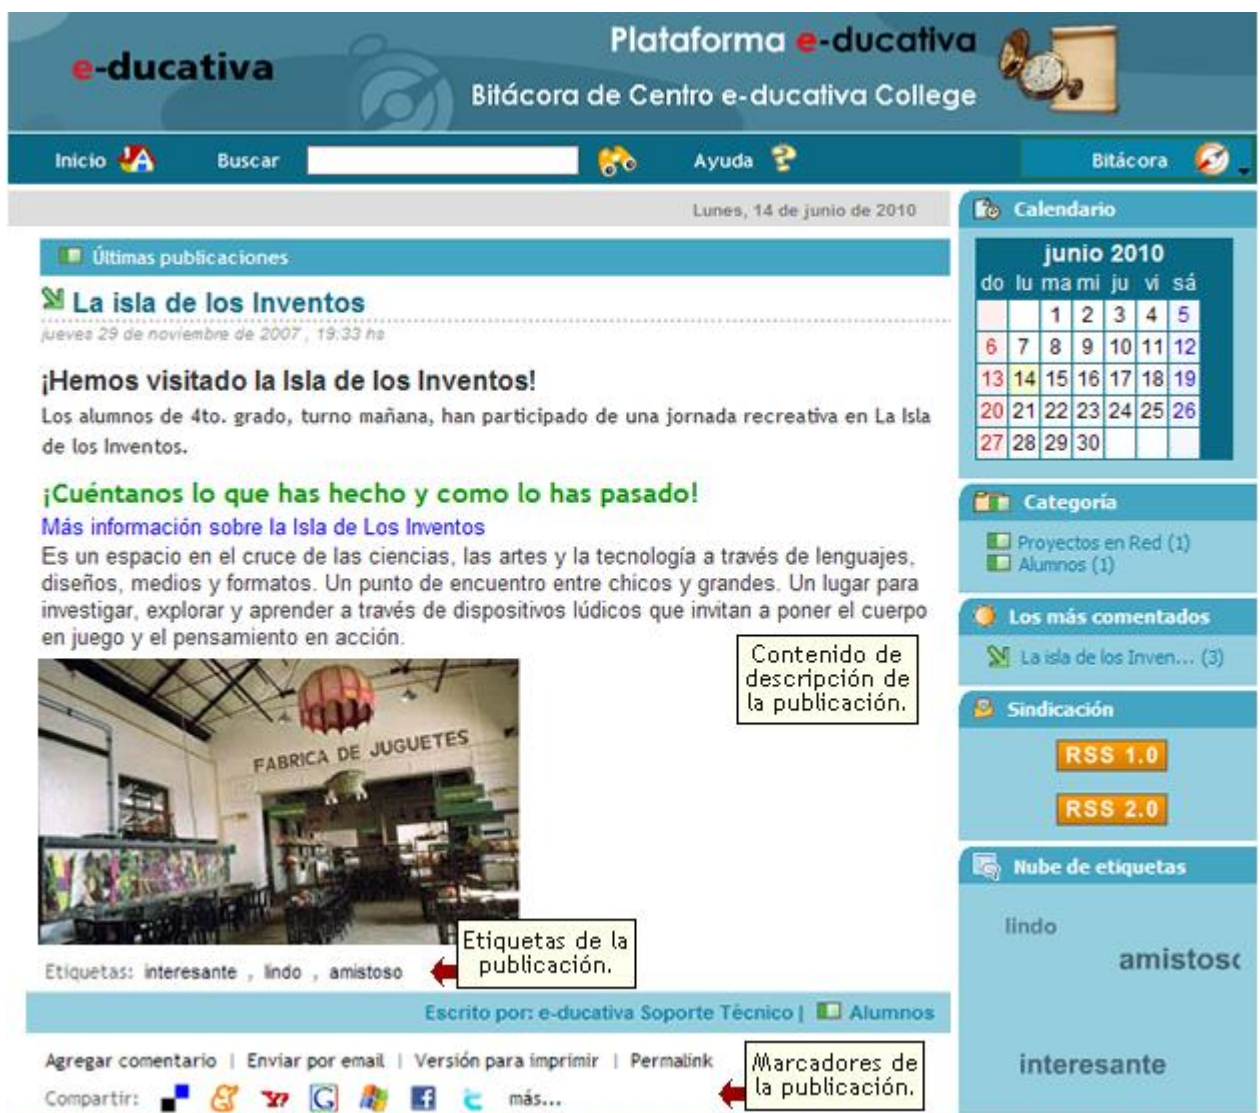 e-ducativa
Plataforma e-ducativa
Bitácora de Centro e-ducativa College
Inicio Buscar Ayuda Bitácora
Lunes, 14 de junio de 2010
Últimas publicaciones
La isla de los Inventos
jueves 29 de noviembre de 2007 , 19:33 hs
¡Hemos visitado la Isla de los Inventos!
Los alumnos de 4to. grado, turno mañana, han participado de una jornada recreativa en La Isla
de los Inventos.
¡Cuéntanos lo que has hecho y como lo has pasado!
Más información sobre la Isla de Los Inventos
Es un espacio en el cruce de las ciencias, las artes y la tecnología a través de lenguajes,
diseños, medios y formatos. Un punto de encuentro entre chicos y grandes. Un lugar para
investigar, explorar y aprender a través de dispositivos lúdicos que invitan a poner el cuerpo
en juego y el pensamiento en acción.
Contenido de
descripción de
la publicación.
FABRICA DE JUGUETES
Etiquetas de la
publicación.
Etiquetas: interesante , lindo , amistoso
Escrito por: e-ducativa Soporte Técnico | Alumnos
Agregar comentario | Enviar por email | Versión para imprimir | Permalink
Marcadores de
la publicación.
Compartir: más...
Calendario
junio 2010
do lu ma mi ju vi sá
1 2 3 4 5
6 7 8 9 10 11 12
13 14 15 16 17 18 19
20 21 22 23 24 25 26
27 28 29 30
Categoría
Proyectos en Red (1)
Alumnos (1)
Los más comentados
La isla de los Inven... (3)
Sindicación
RSS 1.0
RSS 2.0
Nube de etiquetas
lindo
amistoso
interesante